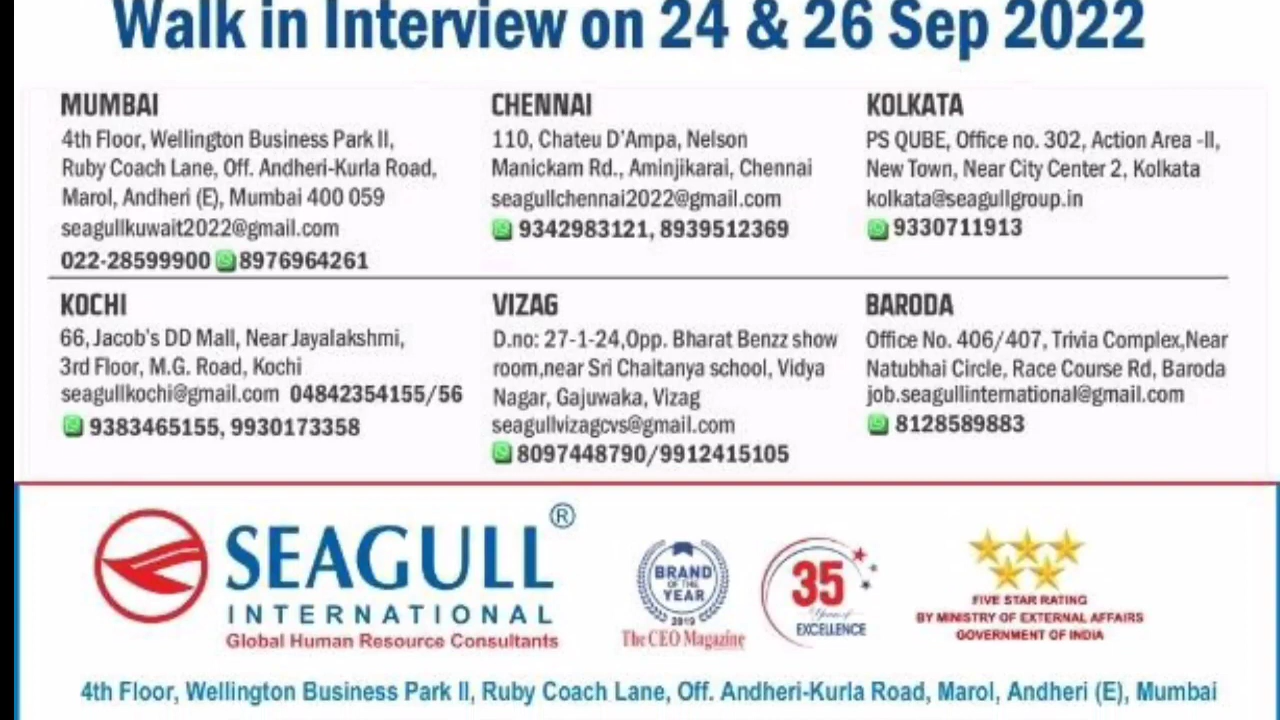 Walk in Interview on 24 & 26 Sep 2022
MUMBAI
4th Floor, Wellington Business Park II,
Ruby Coach Lane, Off. Andheri-Kurla Road,
Marol, Andheri (E), Mumbai 400 059
seagullkuwait2022@gmail.com
022-28599900 8976964261
CHENNAI
110, Chateu D'Ampa, Nelson
Manickam Rd., Aminjikarai, Chennai
seagullchennai2022@gmail.com
9342983121, 8939512369
KOLKATA
PS QUBE, Office no. 302, Action Area -II,
New Town, Near City Center 2, Kolkata
kolkata@seagullgroup.in
9330711913
KOCHI
66, Jacob's DD Mall, Near Jayalakshmi,
3rd Floor, M.G. Road, Kochi
seagullkochi@gmail.com 04842354155/56
9383465155, 9930173358
VIZAG
D.no: 27-1-24,Opp. Bharat Benzz show
room,near Sri Chaitanya school, Vidya
Nagar, Gajuwaka, Vizag
seagullvizagcvs@gmail.com
8097448790/9912415105
BARODA
Office No. 406/407, Trivia Complex,Near
Natubhai Circle, Race Course Rd, Baroda
job.seagullinternational@gmail.com
8128589883
SEAGULL®
INTERNATIONAL
Global Human Resource Consultants
BRAND
OF THE
YEAR
2019
The CEO Magazine
35
Years of
EXCELLENCE
FIVE STAR RATING
BY MINISTRY OF EXTERNAL AFFAIRS
GOVERNMENT OF INDIA
4th Floor, Wellington Business Park II, Ruby Coach Lane, Off. Andheri-Kurla Road, Marol, Andheri (E), Mumbai